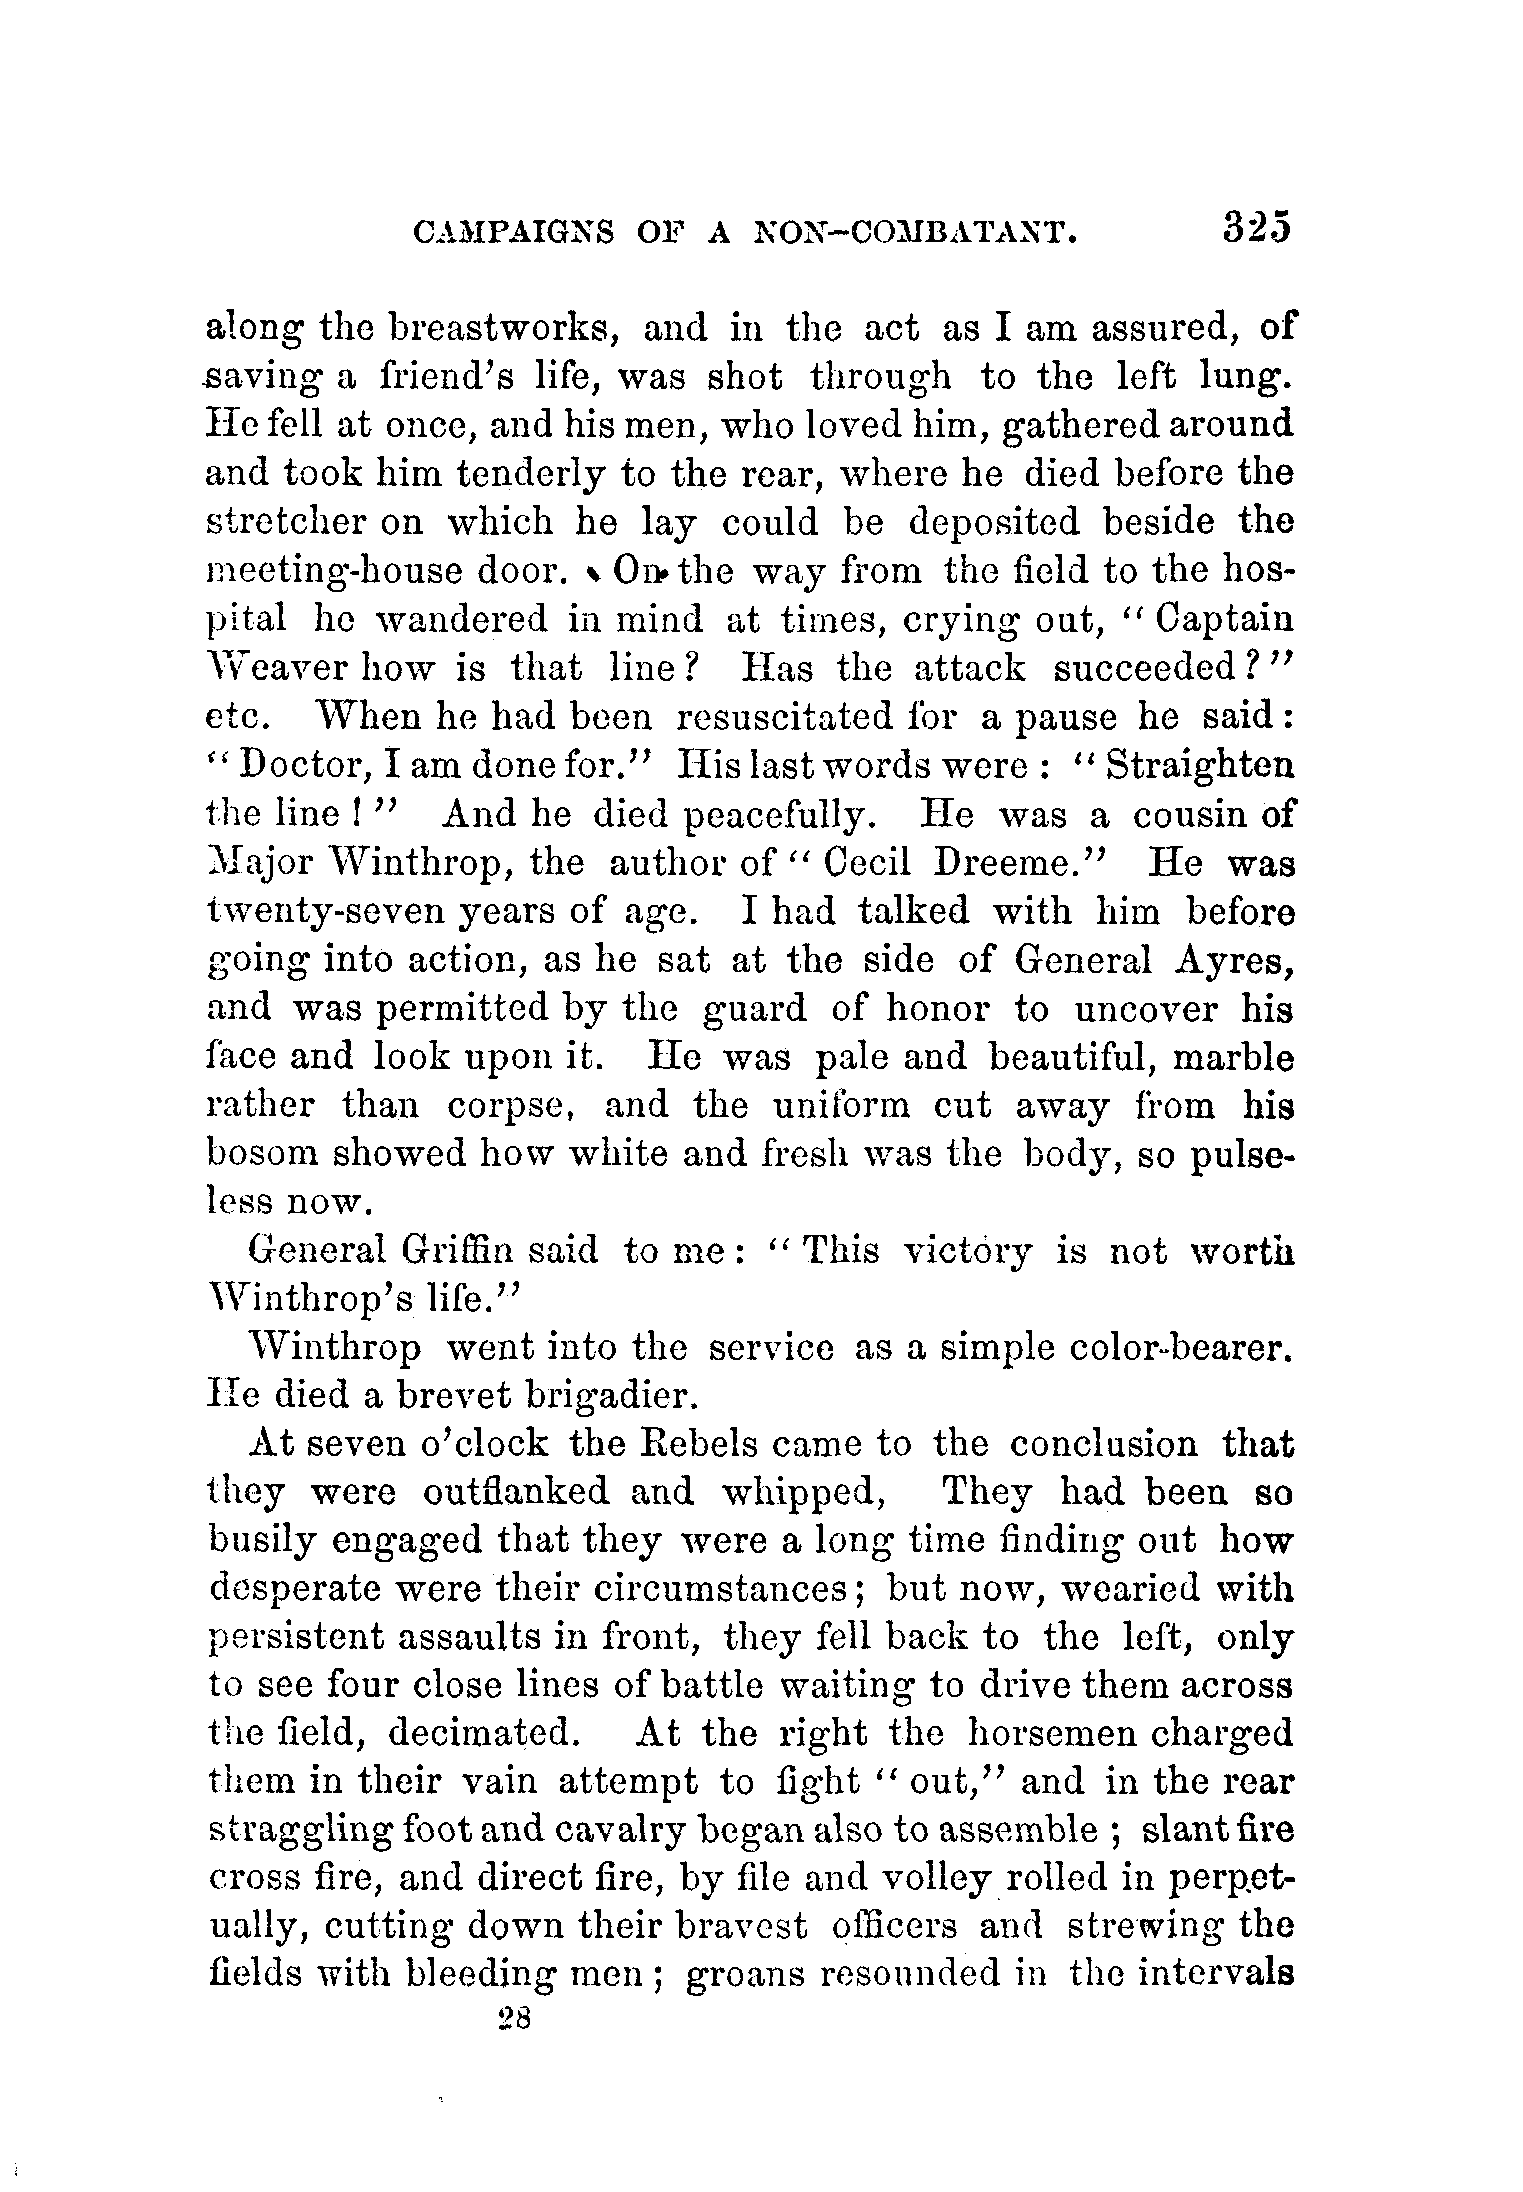 CAMPAIGNS OF A NON-COMBATANT. 325
along the breastworks, and in the act as I am assured, of
saving a friend's life, was shot through to the left lung.
He fell at once, and his men, who loved him, gathered around
and took him tenderly to the rear, where he died before the
stretcher on which he lay could be deposited beside the
meeting-house door. On the way from the field to the hos-
pital he wandered in mind at times, crying out, "Captain
Weaver how is that line? Has the attack succeeded?"
etc. When he had been resuscitated for a pause he said:
"Doctor, I am done for." His last words were: "Straighten
the line!" And he died peacefully. He was a cousin of
Major Winthrop, the author of "Cecil Dreeme." He was
twenty-seven years of age. I had talked with him before
going into action, as he sat at the side of General Ayres,
and was permitted by the guard of honor to uncover his
face and look upon it. He was pale and beautiful, marble
rather than corpse, and the uniform cut away from his
bosom showed how white and fresh was the body, so pulse-
less now.
General Griffin said to me: "This victory is not worth
Winthrop's life."
Winthrop went into the service as a simple color-bearer.
He died a brevet brigadier.
At seven o'clock the Rebels came to the conclusion that
they were outflanked and whipped, They had been so
busily engaged that they were a long time finding out how
desperate were their circumstances; but now, wearied with
persistent assaults in front, they fell back to the left, only
to see four close lines of battle waiting to drive them across
the field, decimated. At the right the horsemen charged
them in their vain attempt to fight "out," and in the rear
straggling foot and cavalry began also to assemble; slant fire
cross fire, and direct fire, by file and volley rolled in perpet-
ually, cutting down their bravest officers and strewing the
fields with bleeding men; groans resounded in the intervals
28